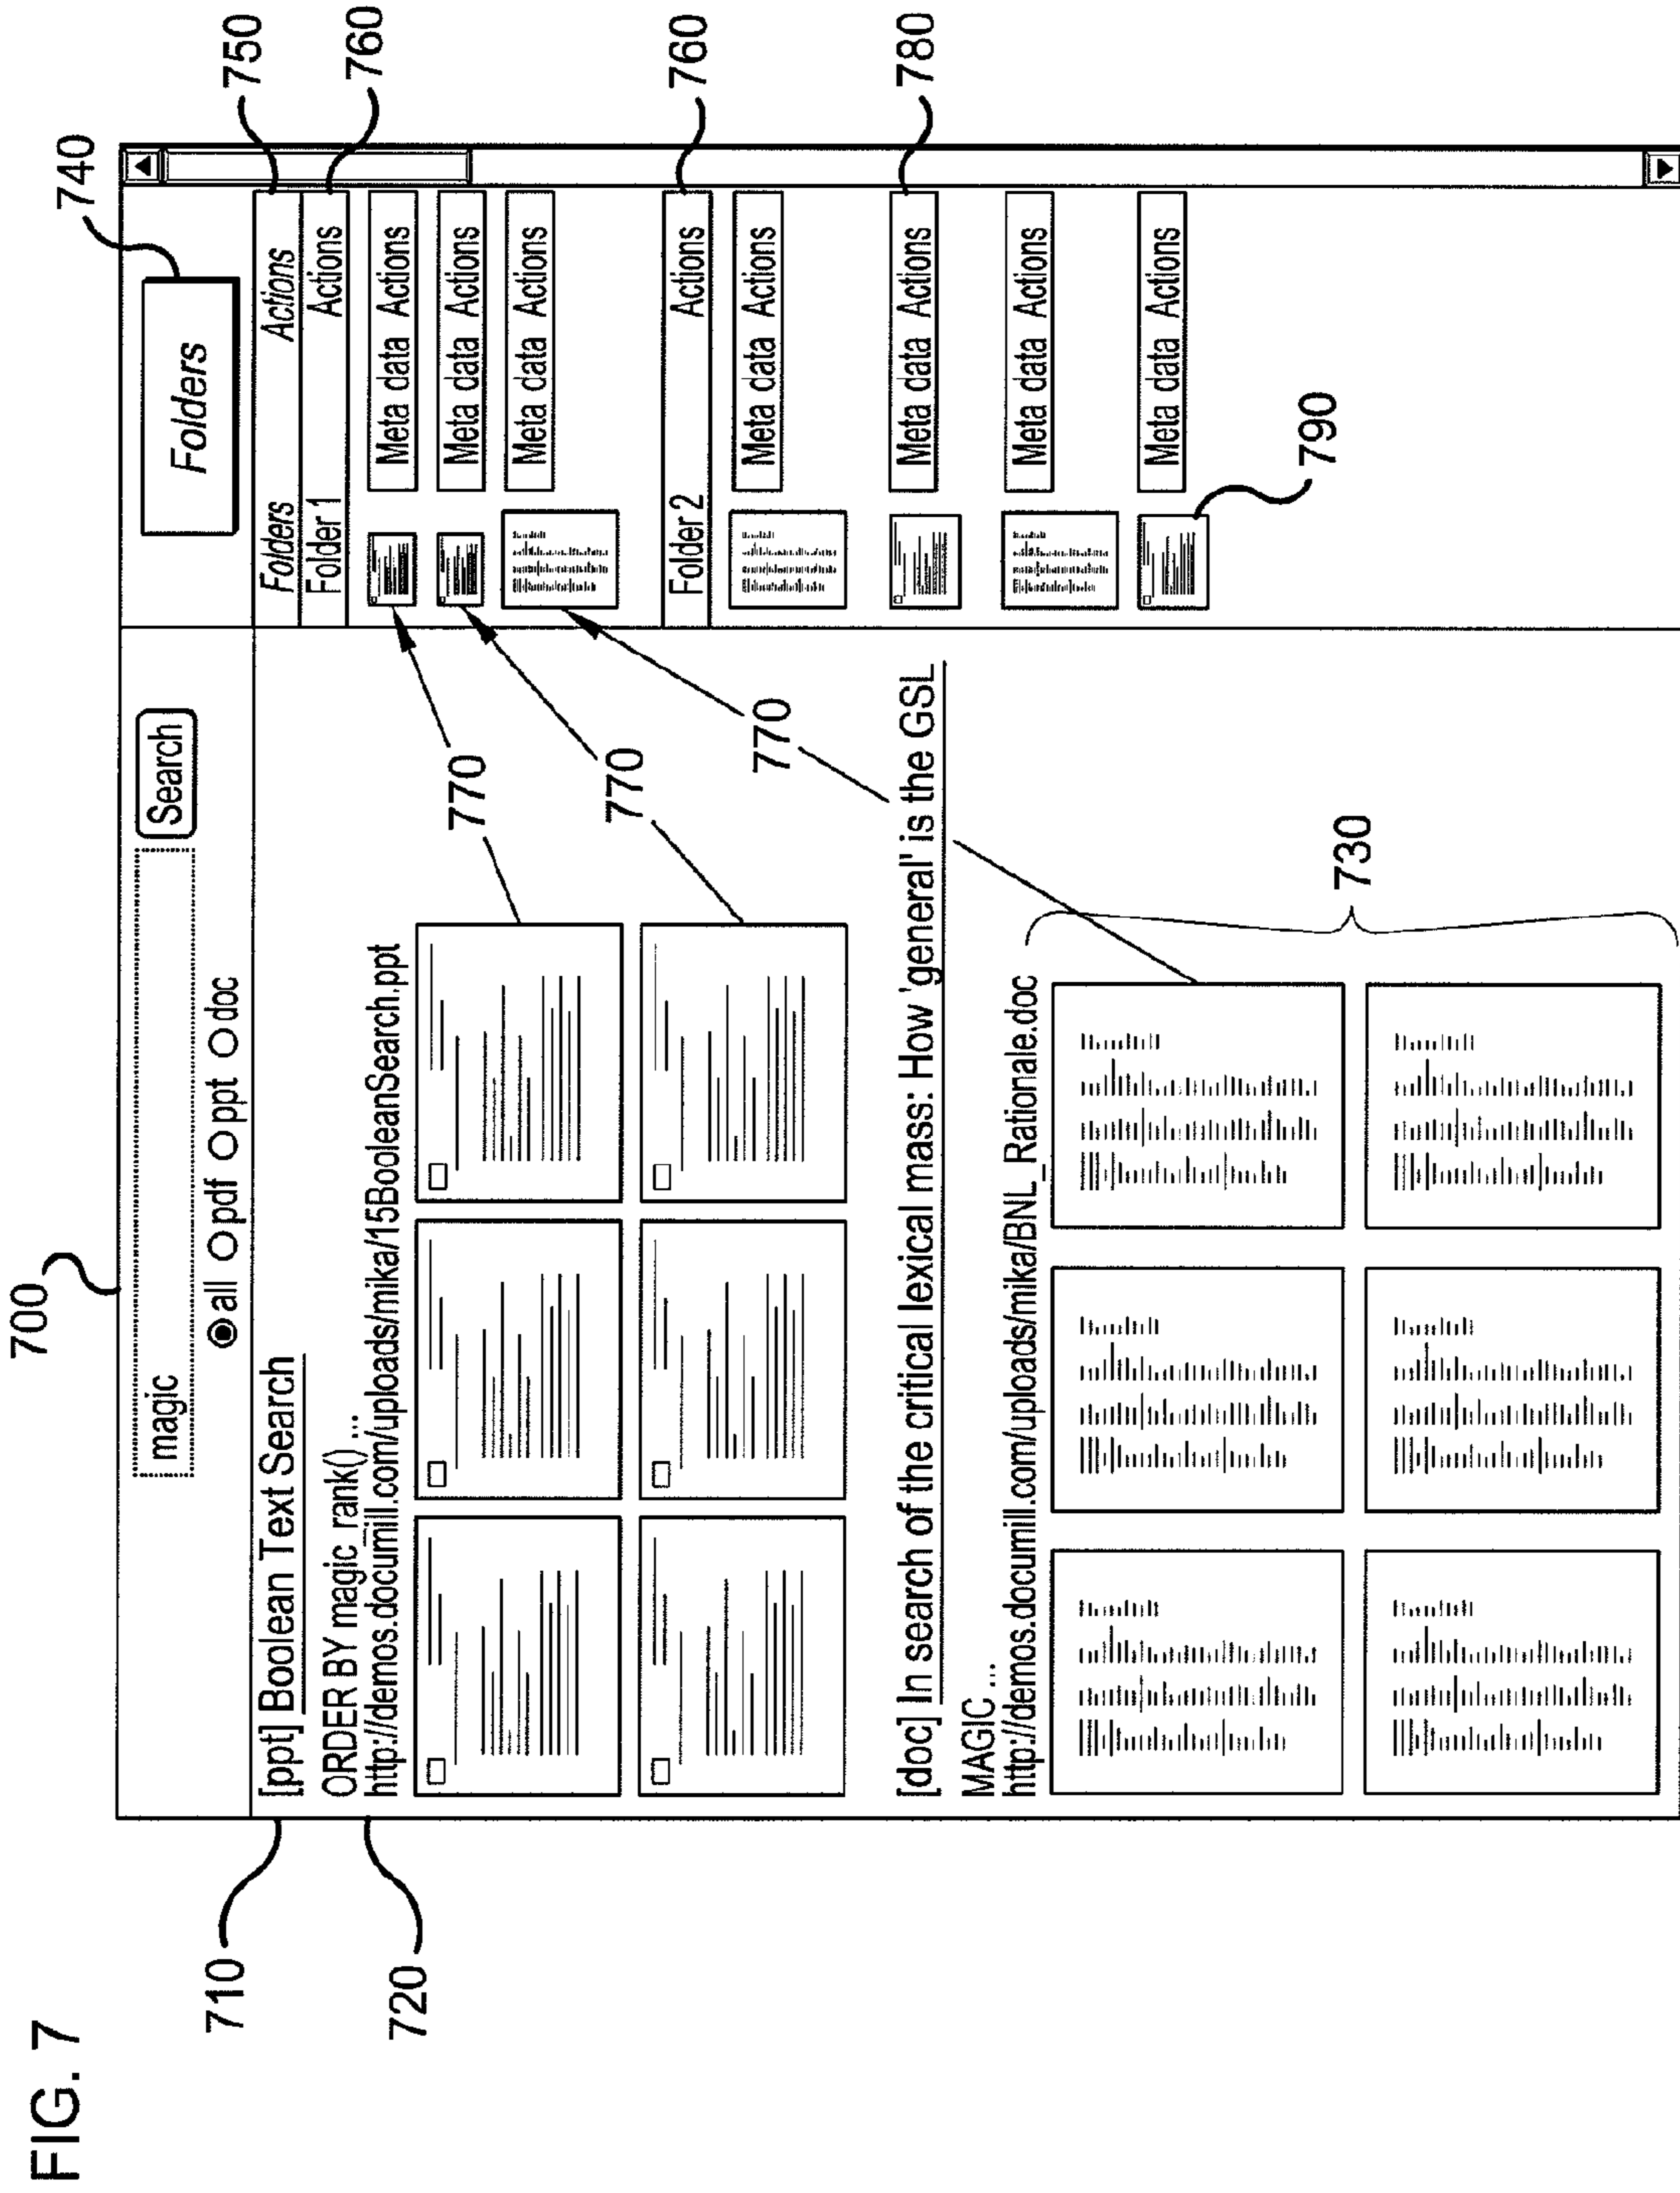 FIG. 7
700
magic
Search
all pdf ppt doc
740
Folders
710
[ppt] Boolean Text Search
ORDER BY magic_rank()...
720
http://demos.documill.com/uploads/mika/15BooleanSearch.ppt
770
770
770
[doc] In search of the critical lexical mass: How 'general' is the GSL
MAGIC ...
http://demos.documill.com/uploads/mika/BNL_Rationale.doc
730
Folders Actions
750
Folder 1 Actions
760
Meta data Actions
Meta data Actions
Meta data Actions
Folder 2 Actions
760
Meta data Actions
Meta data Actions
780
Meta data Actions
Meta data Actions
790